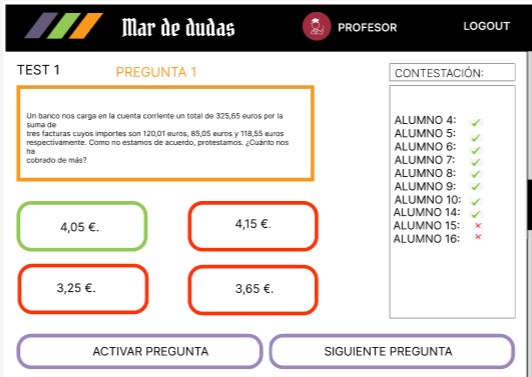 Mar de dudas
PROFESOR
LOGOUT
TEST 1
PREGUNTA 1
Un banco nos carga en la cuenta corriente un total de 325,65 euros por la
suma de
tres facturas cuyos importes son 120,01 euros, 85,05 euros y 118,55 euros
respectivamente. Como no estamos de acuerdo, protestamos. ¿Cuánto nos
ha
cobrado de más?
4,05 €.
4,15 €.
3,25 €.
3,65 €.
CONTESTACIÓN:
ALUMNO 4:
ALUMNO 5:
ALUMNO 6:
ALUMNO 7:
ALUMNO 8:
ALUMNO 9:
ALUMNO 10:
ALUMNO 14:
ALUMNO 15:
ALUMNO 16:
ACTIVAR PREGUNTA
SIGUIENTE PREGUNTA